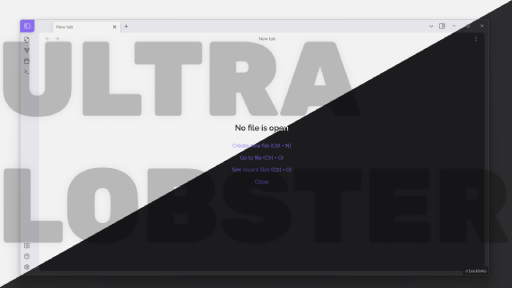 New tab
New tab
ULTRA
No file is open
Create new file (Ctrl + N)
Go to file (Ctrl + O)
See recent files (Ctrl + O)
Close
LOBSTER
0 backlinks